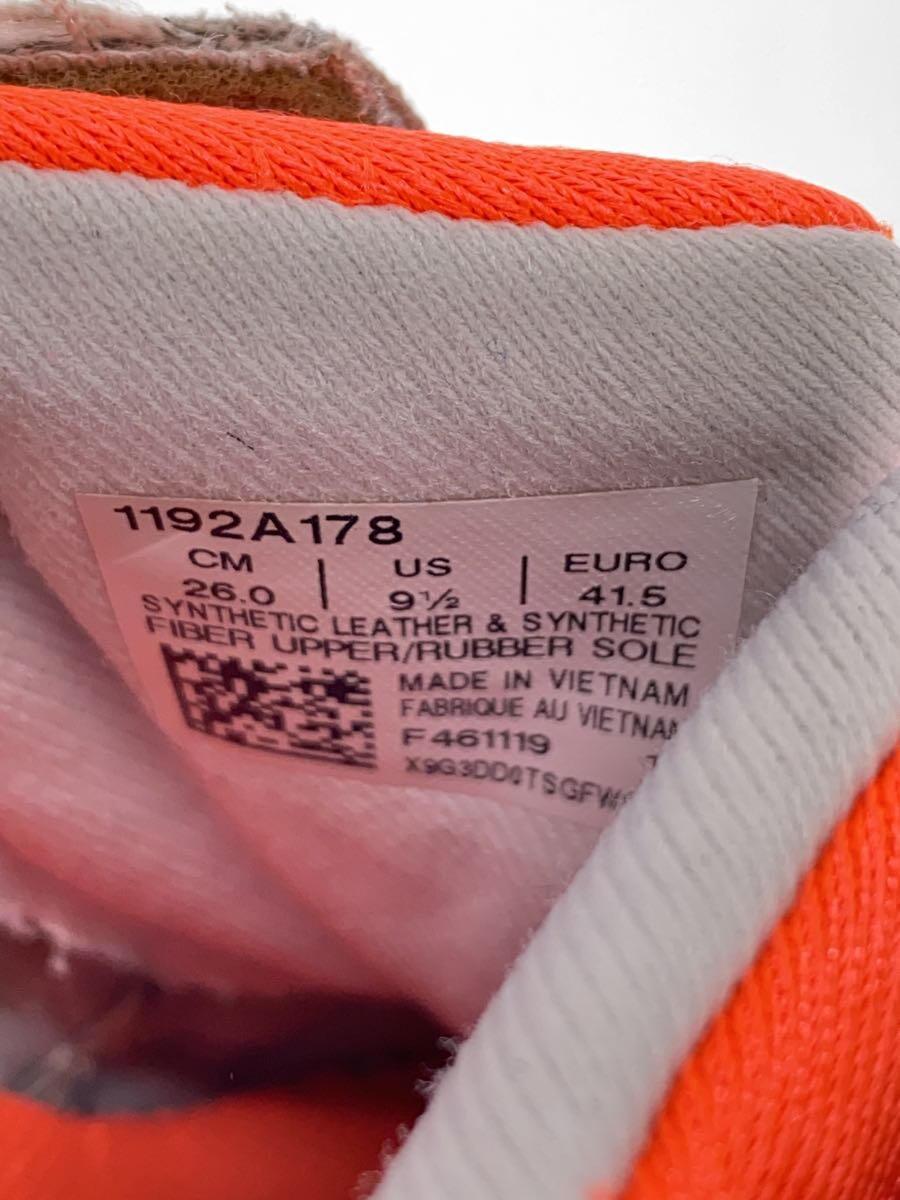 1192A178
CM | US | EURO
26.0 | 9½ | 41.5
SYNTHETIC LEATHER & SYNTHETIC
FIBER UPPER/RUBBER SOLE
MADE IN VIETNAM
FABRIQUE AU VIETNAM
F461119